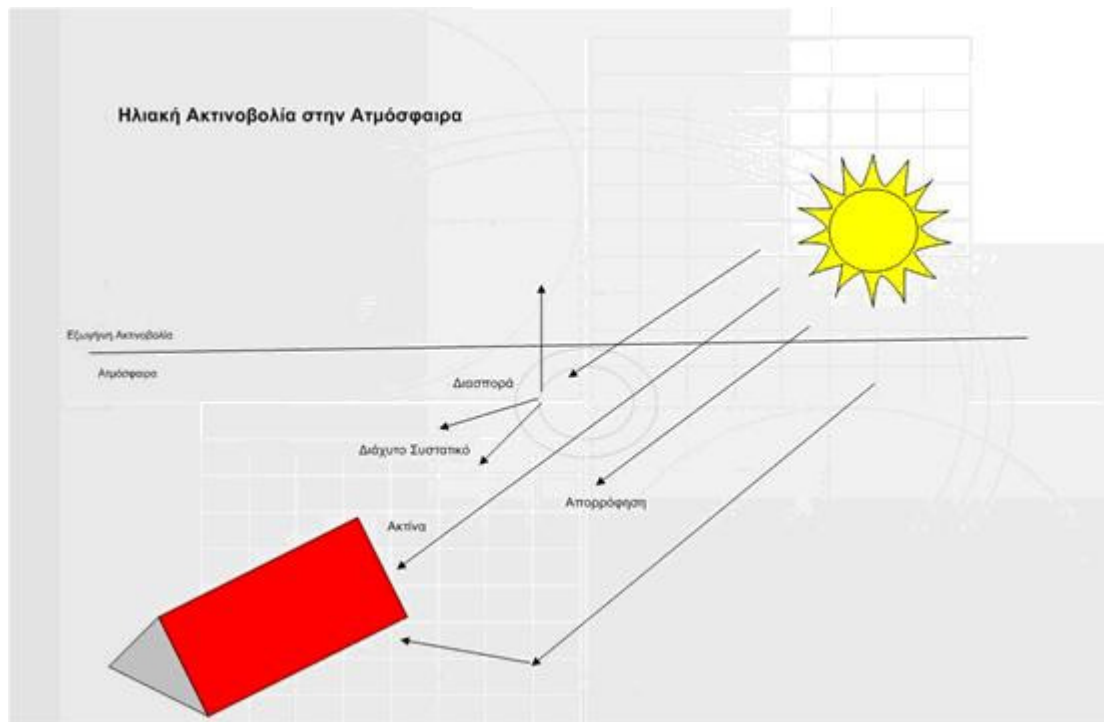 Ηλιακή Ακτινοβολία στην Ατμόσφαιρα
Εξωγήινη Ακτινοβολία
Ατμόσφαιρα
Διασπορά
Διάχυτο Συστατικό
Απορρόφηση
Ακτίνα